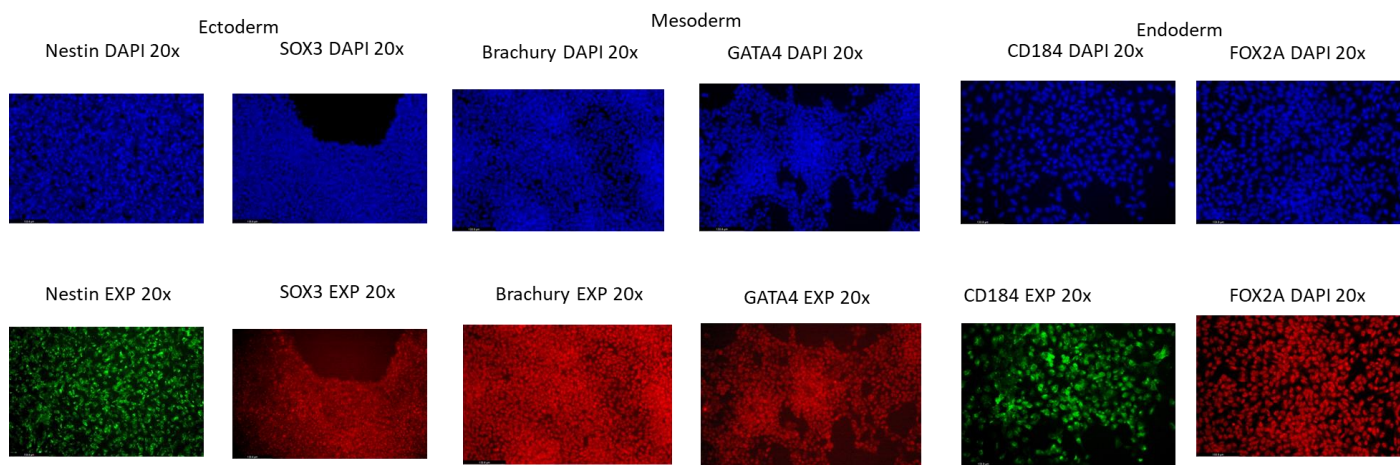 Ectoderm
Mesoderm
Endoderm
Nestin DAPI 20x
SOX3 DAPI 20x
Brachury DAPI 20x
GATA4 DAPI 20x
CD184 DAPI 20x
FOX2A DAPI 20x
Nestin EXP 20x
SOX3 EXP 20x
Brachury EXP 20x
GATA4 EXP 20x
CD184 EXP 20x
FOX2A DAPI 20x